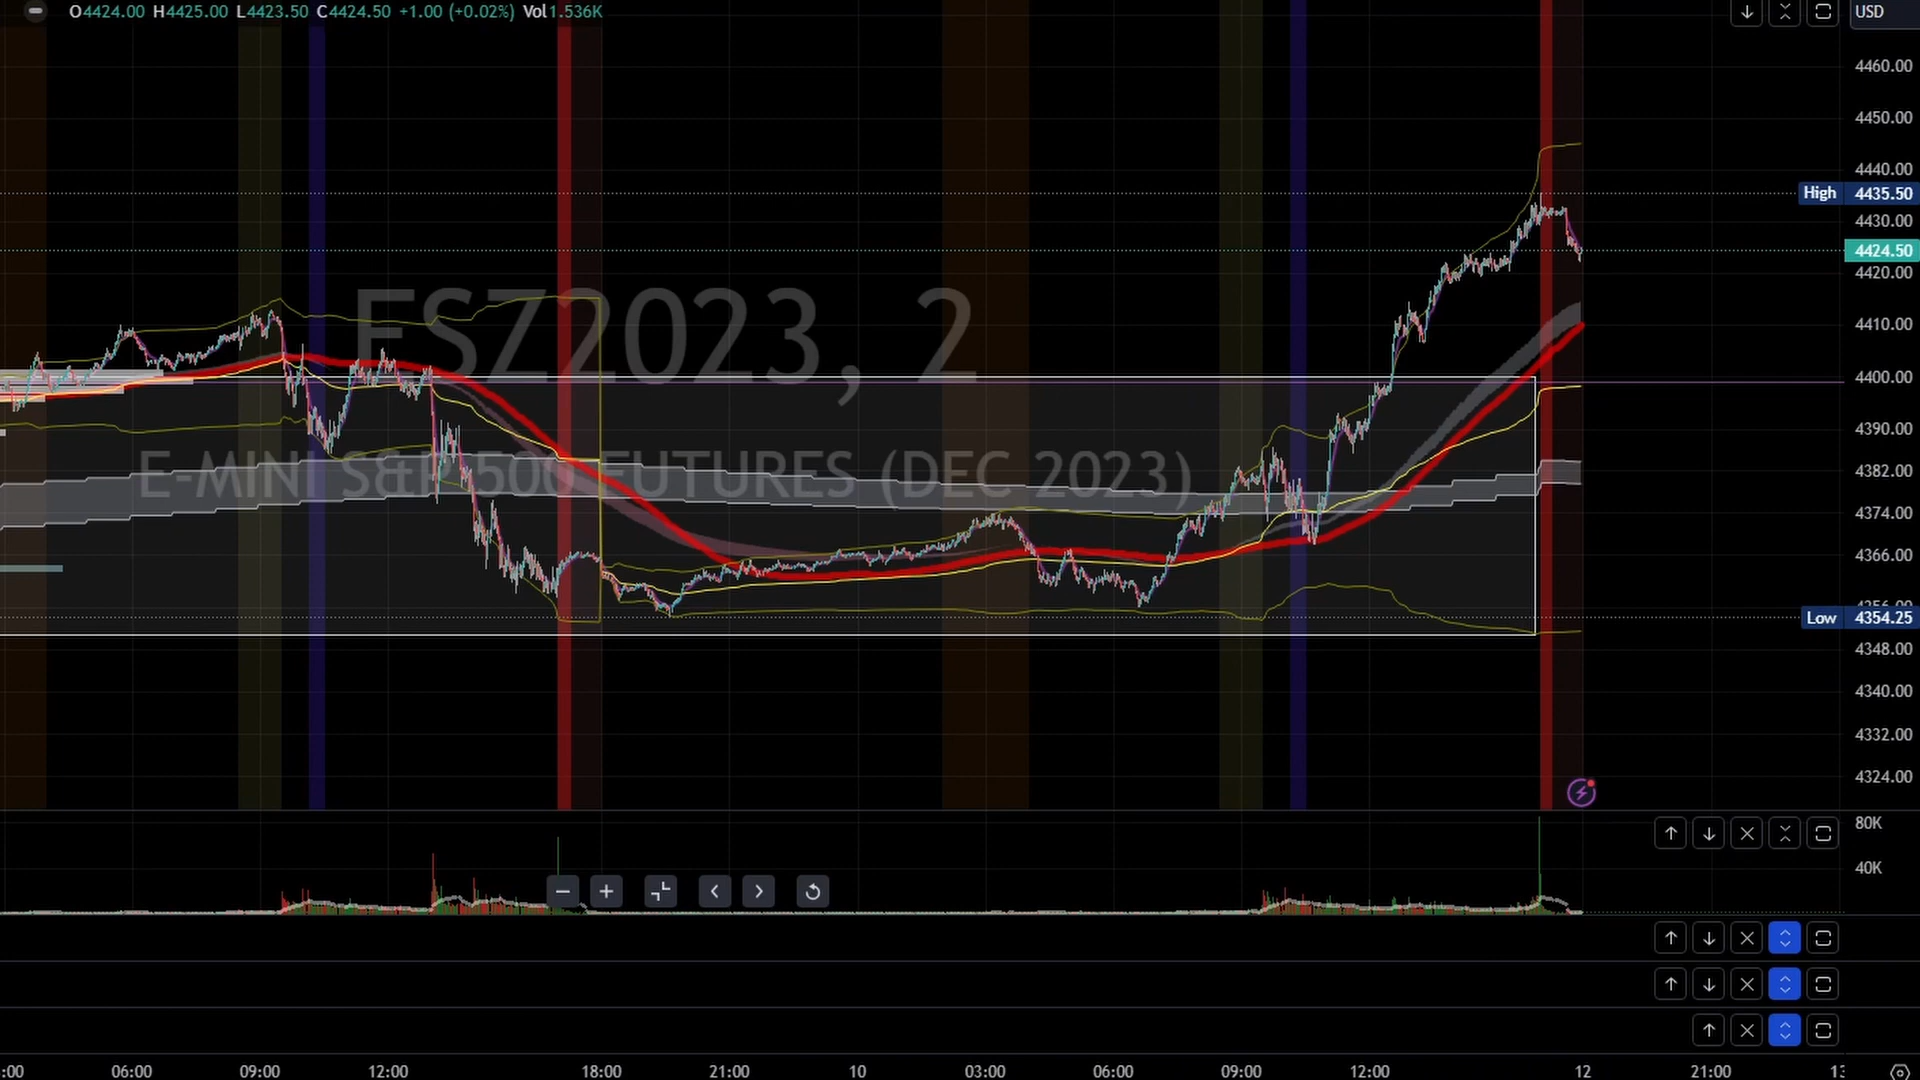 O4424.00 H4425.00 L4423.50 C4424.50 +1.00 (+0.02%) Vol1.536K
USD
4460.00
4450.00
4440.00
High 4435.50
4430.00
4424.50
4420.00
4410.00
4400.00
4390.00
4382.00
4374.00
4366.00
Low 4354.25
4348.00
4340.00
4332.00
4324.00
ESZ2023, 2
E-MINI S&P 500 FUTURES (DEC 2023)
80K
40K
:00 06:00 09:00 12:00 18:00 21:00 10 03:00 06:00 09:00 12:00 12 21:00